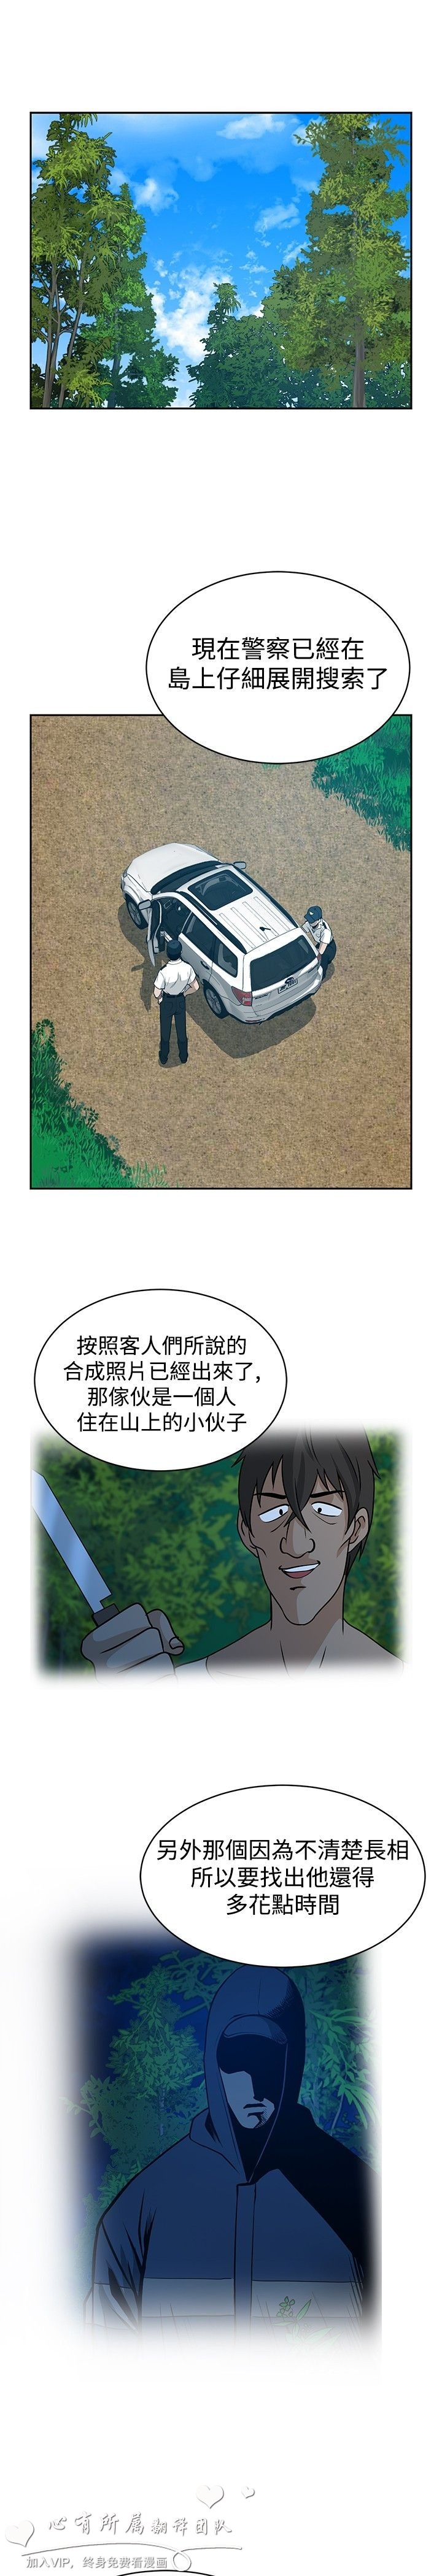 現在警察已經在
島上仔細展開搜索了
按照客人們所說的
合成照片已經出來了,
那傢伙是一個人
住在山上的小伙子
另外那個因為不清楚長相
所以要找出他還得
多花點時間
心有所属翻译团队
加入VIP，终身免费看漫画